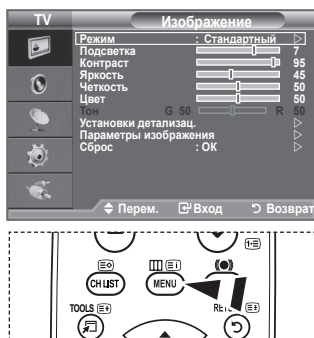 TV Изображение
Режим : Стандартный
Подсветка 7
Контраст 95
Яркость 45
Четкость 50
Цвет 50
Тон G 50 R 50
Установки детализац.
Параметры изображения
Сброс : OK
Перем. Вход Возврат
CH LIST MENU
TOOLS